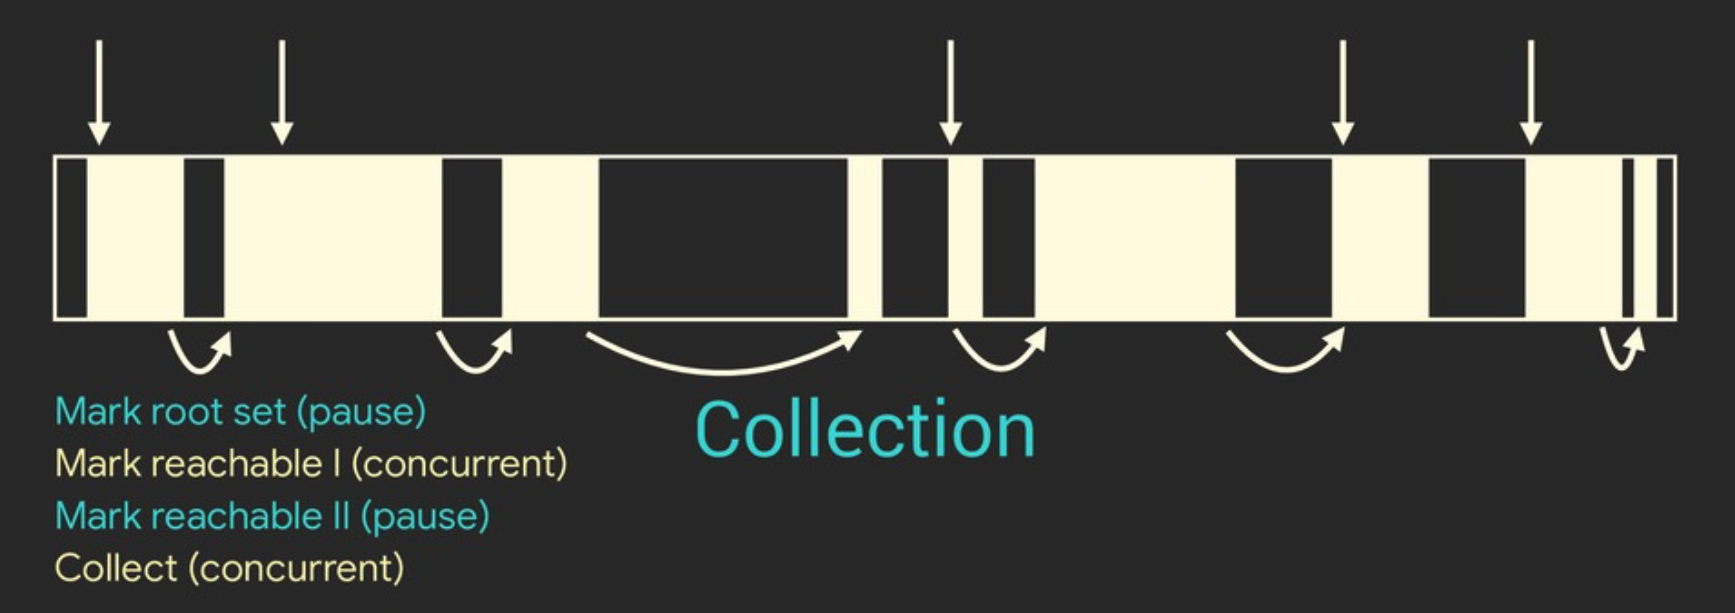 Mark root set (pause)
Mark reachable I (concurrent)
Mark reachable II (pause)
Collect (concurrent)
Collection